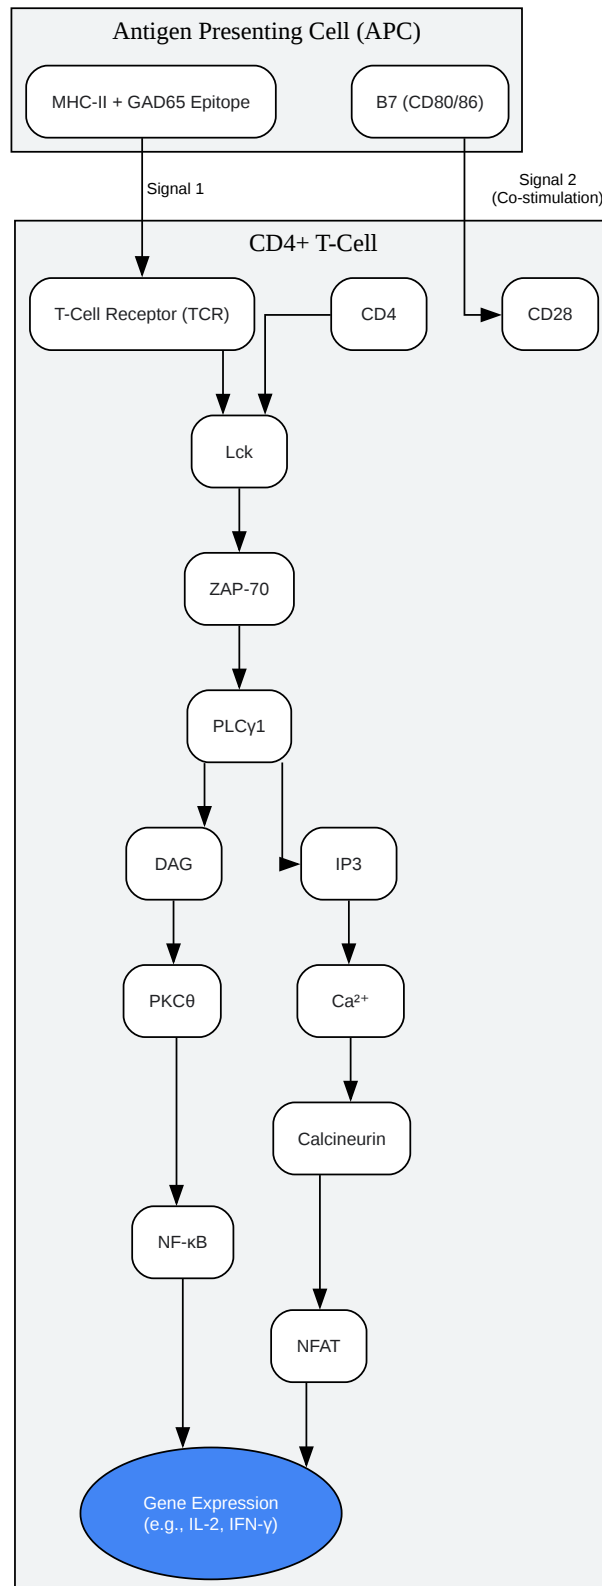 Antigen Presenting Cell (APC)
MHC-II + GAD65 Epitope
B7 (CD80/86)
Signal 1
Signal 2
(Co-stimulation)
CD4+ T-Cell
T-Cell Receptor (TCR)
CD4
CD28
Lck
ZAP-70
PLCγ1
DAG
IP3
PKCθ
Ca²⁺
Calcineurin
NF-κB
NFAT
Gene Expression
(e.g., IL-2, IFN-γ)